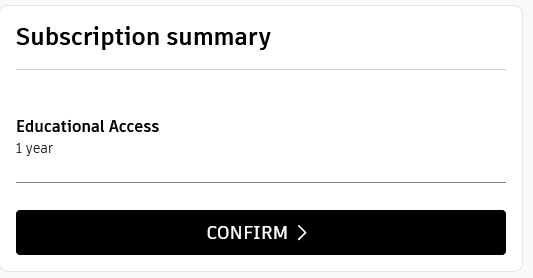 Subscription summary
Educational Access
1 year
CONFIRM